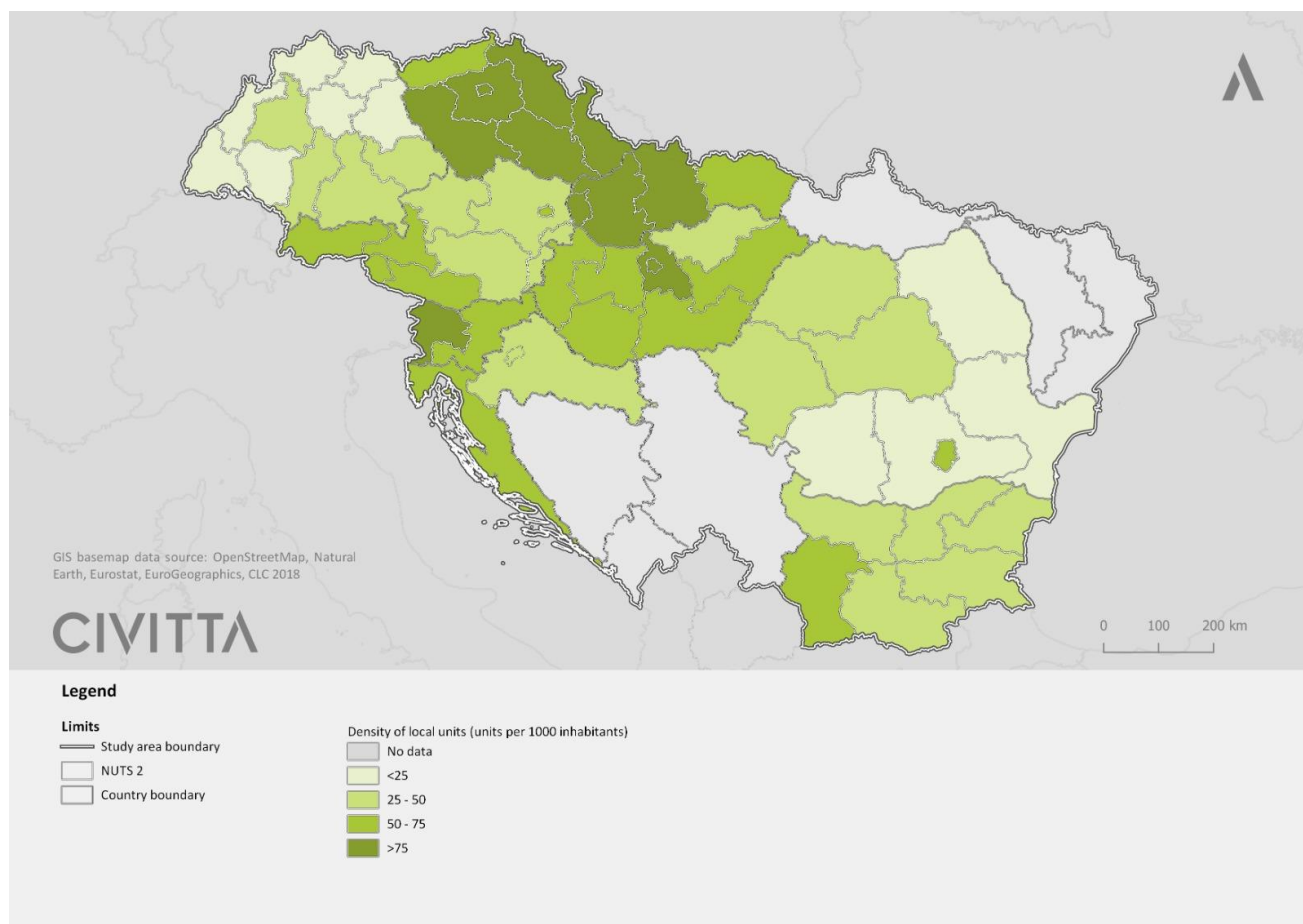 GIS basemap data source: OpenStreetMap, Natural
Earth, Eurostat, EuroGeographics, CLC 2018
CIVITTA
0 100 200 km
Legend
Limits
Study area boundary
NUTS 2
Country boundary
Density of local units (units per 1000 inhabitants)
No data
<25
25 - 50
50 - 75
>75